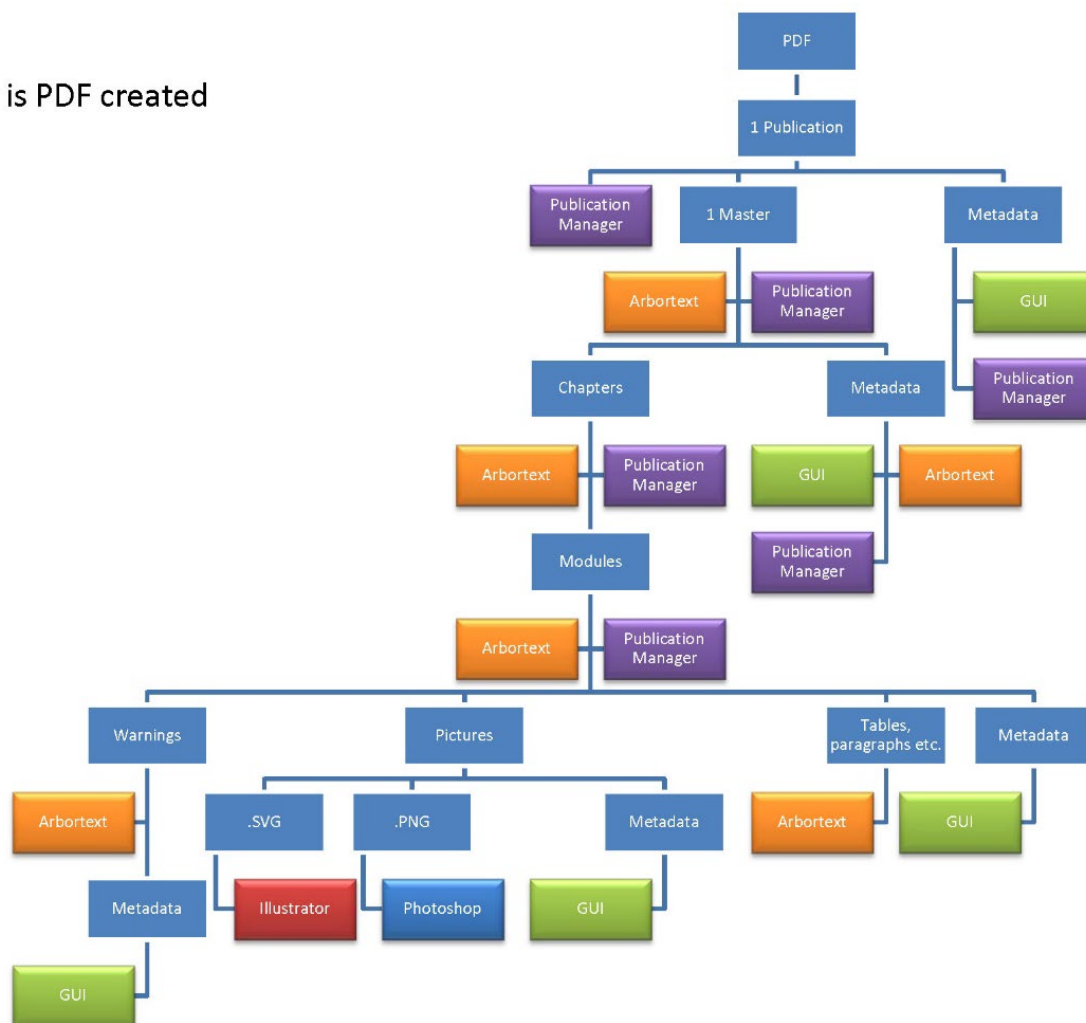 PDF
is PDF created
1 Publication
Publication
Manager
1 Master
Metadata
Arbortext
Publication
Manager
GUI
Chapters
Metadata
Publication
Manager
Arbortext
Publication
Manager
GUI
Arbortext
Modules
Publication
Manager
Arbortext
Publication
Manager
Warnings
Pictures
Tables,
paragraphs etc.
Metadata
Arbortext
.SVG
.PNG
Metadata
Arbortext
GUI
Metadata
Illustrator
Photoshop
GUI
GUI